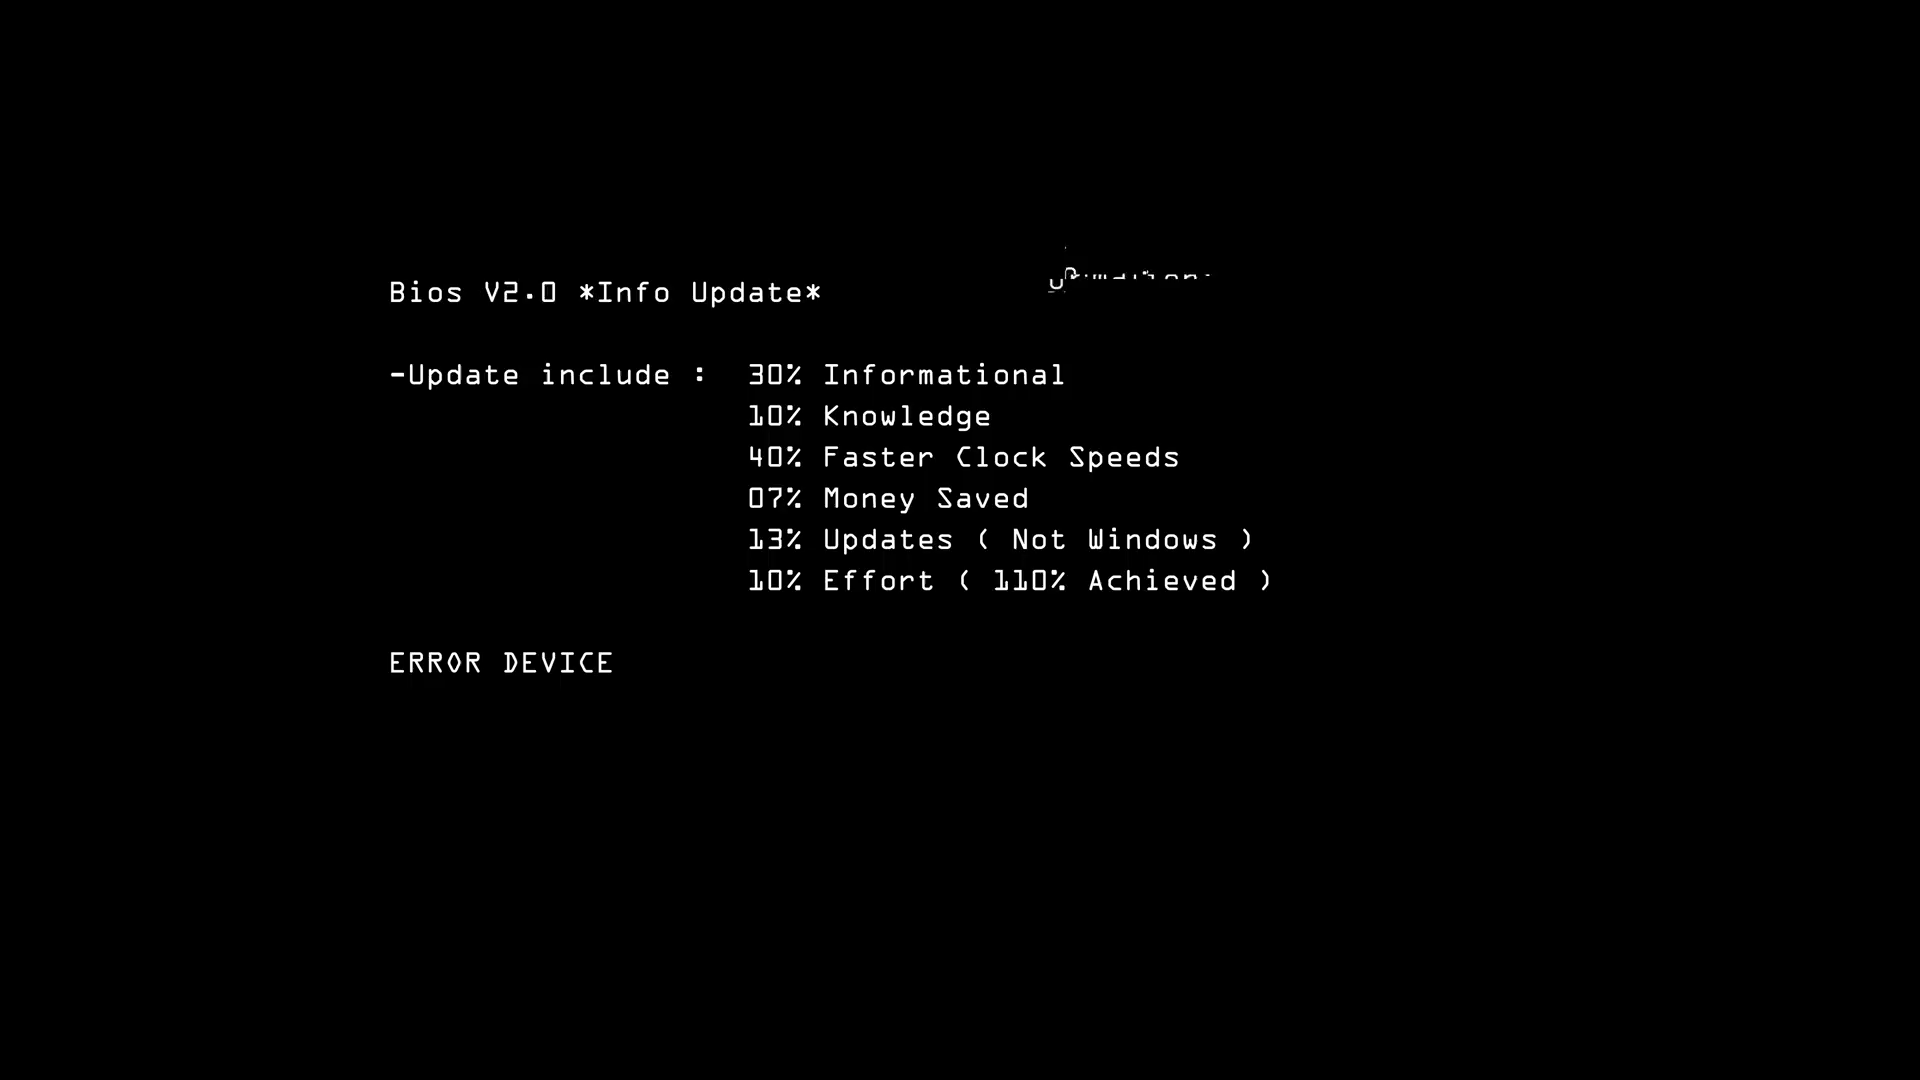 Bios V2.0 *Info Update*
-Update include : 30% Informational
10% Knowledge
40% Faster Clock Speeds
07% Money Saved
13% Updates ( Not Windows )
10% Effort ( 110% Achieved )
ERROR DEVICE